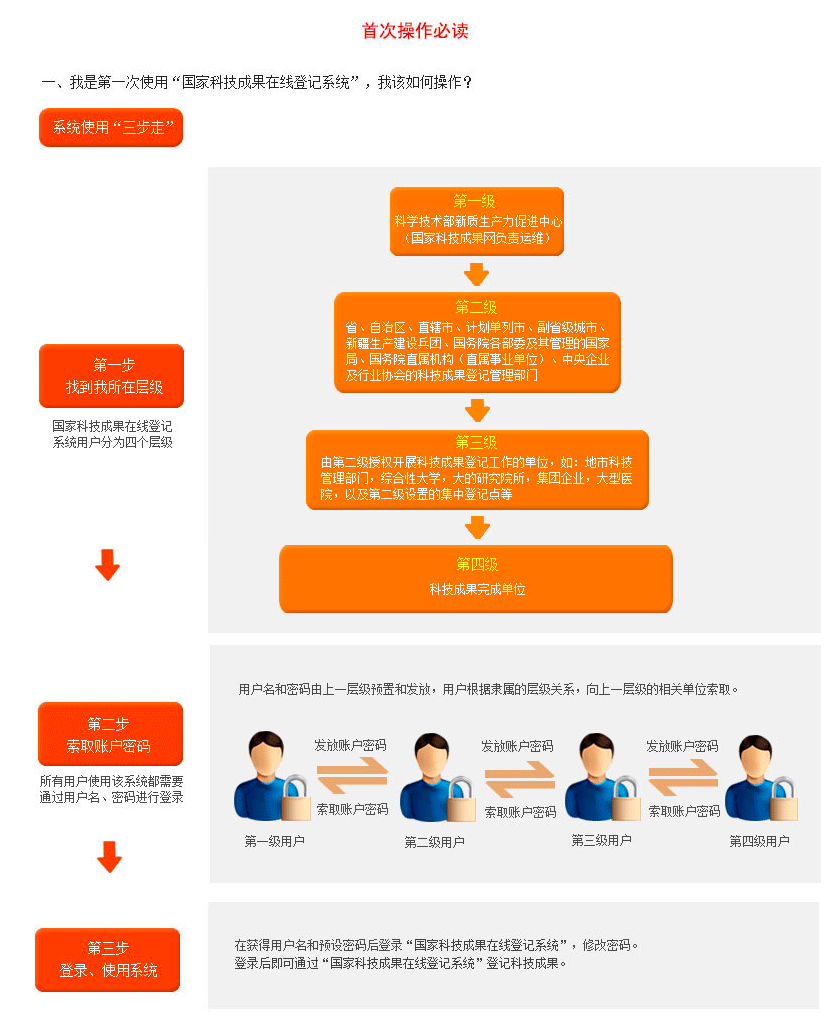 首次操作必读
一、我是第一次使用“国家科技成果在线登记系统”，我该如何操作？
系统使用“三步走”
第一步
找到我所在层级
国家科技成果在线登记
系统用户分为四个层级
第一级
科学技术部新质生产力促进中心
（国家科技成果网负责运维）
第二级
省、自治区、直辖市、计划单列市、副省级城市、
新疆生产建设兵团、国务院各部委及其管理的国家
局、国务院直属机构（直属事业单位）、中央企业
及行业协会的科技成果登记管理部门
第三级
由第二级授权开展科技成果登记工作的单位，如：地市科技
管理部门，综合性大学，大的研究院所，集团企业，大型医
院，以及第二级设置的集中登记点等
第四级
科技成果完成单位
第二步
索取账户密码
所有用户使用该系统都需要
通过用户名、密码进行登录
用户名和密码由上一层级预置和发放，用户根据隶属的层级关系，向上一层级的相关单位索取。
发放账户密码
索取账户密码
发放账户密码
索取账户密码
发放账户密码
索取账户密码
第一级用户
第二级用户
第三级用户
第四级用户
第三步
登录、使用系统
在获得用户名和预设密码后登录“国家科技成果在线登记系统”，修改密码。
登录后即可通过“国家科技成果在线登记系统”登记科技成果。